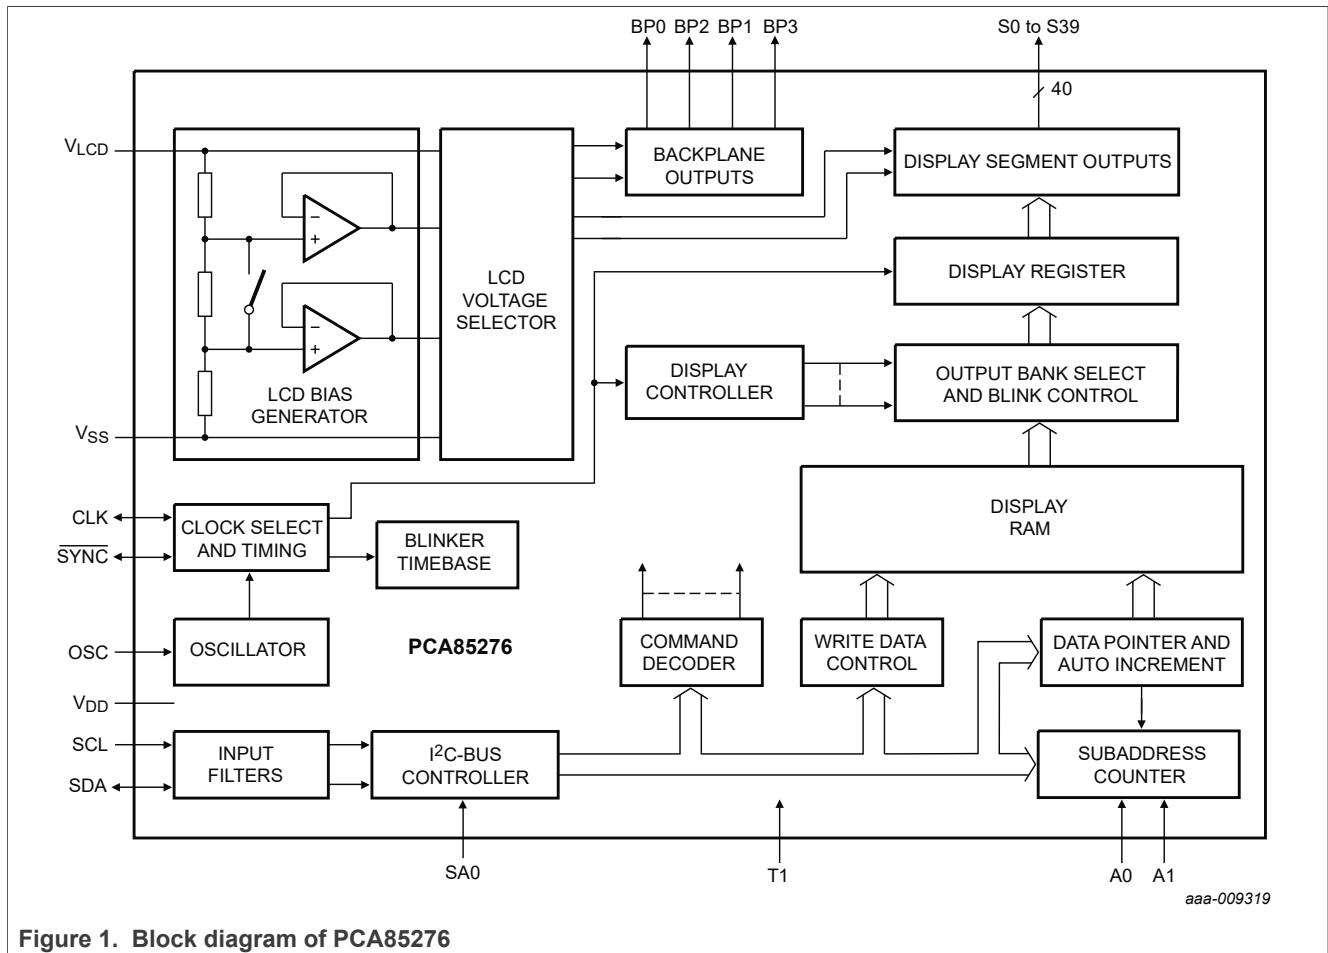 BP0 BP2 BP1 BP3 S0 to S39
40
VLCD
BACKPLANE
OUTPUTS
DISPLAY SEGMENT OUTPUTS
−
+
LCD
VOLTAGE
SELECTOR
DISPLAY REGISTER
−
+
LCD BIAS
GENERATOR
DISPLAY
CONTROLLER
OUTPUT BANK SELECT
AND BLINK CONTROL
VSS
DISPLAY
RAM
CLK
SYNC
CLOCK SELECT
AND TIMING
BLINKER
TIMEBASE
OSC
OSCILLATOR
PCA85276
COMMAND
DECODER
WRITE DATA
CONTROL
DATA POINTER AND
AUTO INCREMENT
VDD
SCL
SDA
INPUT
FILTERS
I2C-BUS
CONTROLLER
SUBADDRESS
COUNTER
SA0 T1 A0 A1
aaa-009319
Figure 1. Block diagram of PCA85276